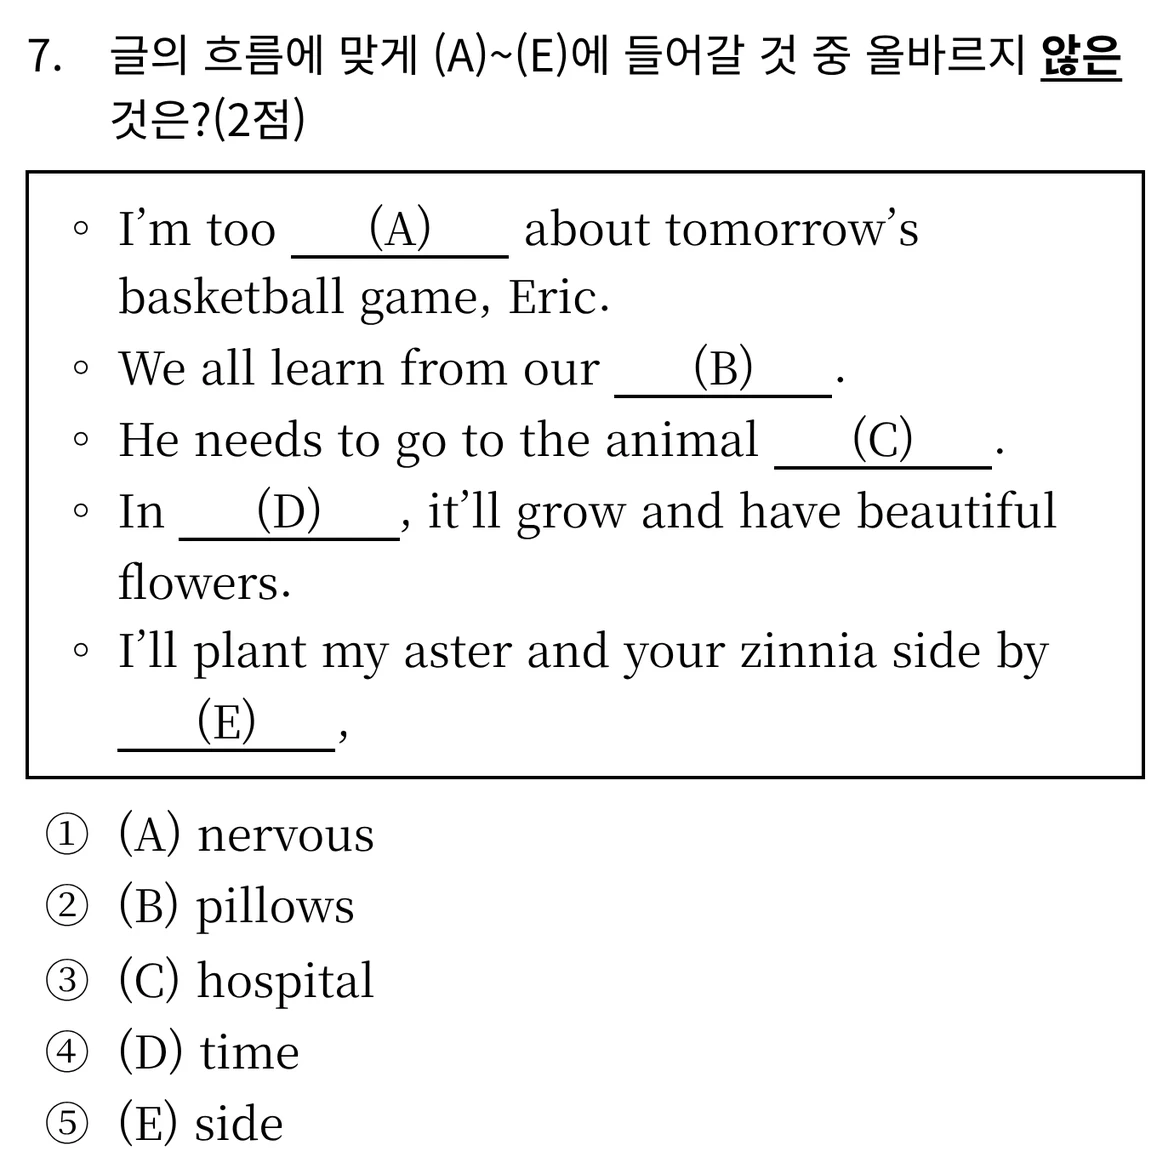 7. 글의 흐름에 맞게 (A)~(E)에 들어갈 것 중 올바르지 않은
것은?(2점)
◦ I’m too (A) about tomorrow’s
basketball game, Eric.
◦ We all learn from our (B) .
◦ He needs to go to the animal (C) .
◦ In (D) , it’ll grow and have beautiful
flowers.
◦ I’ll plant my aster and your zinnia side by
(E) ,
① (A) nervous
② (B) pillows
③ (C) hospital
④ (D) time
⑤ (E) side